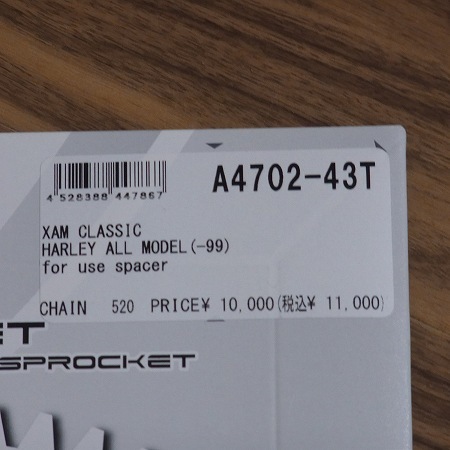 A4702-43T
4 528388 447867
XAM CLASSIC
HARLEY ALL MODEL(-99)
for use spacer
CHAIN 520 PRICE¥ 10,000(税込¥ 11,000)
SPROCKET